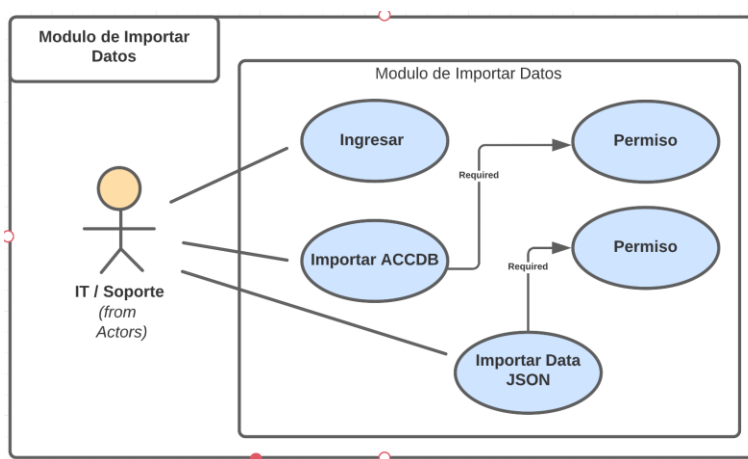 Modulo de Importar
Datos
Modulo de Importar Datos
Ingresar
Permiso
Required
Importar ACCDB
Permiso
Required
IT / Soporte
(from
Actors)
Importar Data
JSON